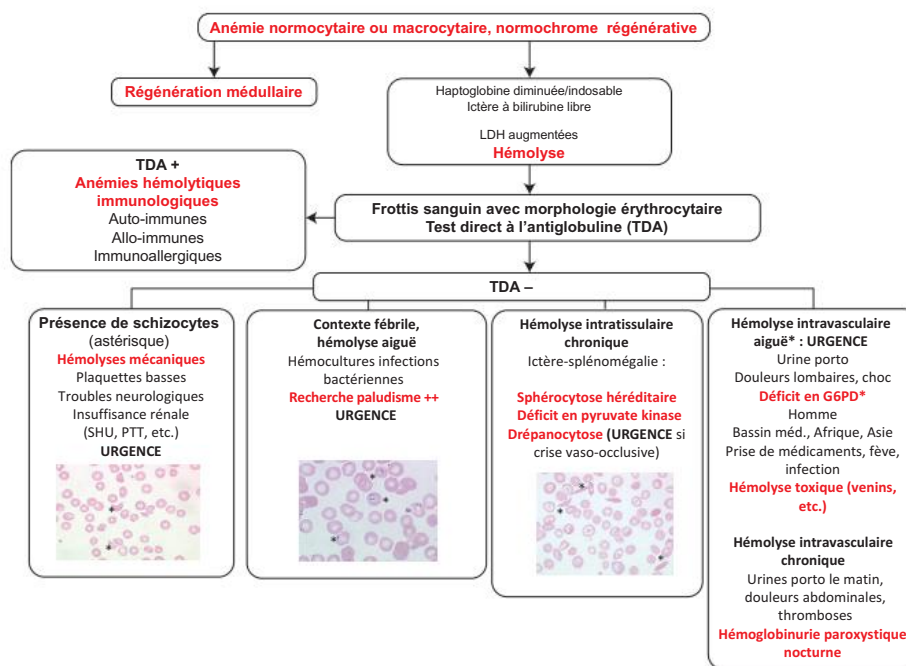 Anémie normocytaire ou macrocytaire, normochrome régénérative
Régénération médullaire
Haptoglobine diminuée/indosable
Ictère à bilirubine libre
LDH augmentées
Hémolyse
TDA +
Anémies hémolytiques
immunologiques
Auto-immunes
Allo-immunes
Immunoallergiques
Frottis sanguin avec morphologie érythrocytaire
Test direct à l'antiglobuline (TDA)
TDA –
Présence de schizocytes
(astérisque)
Hémolyses mécaniques
Plaquettes basses
Troubles neurologiques
Insuffisance rénale
(SHU, PTT, etc.)
URGENCE
Contexte fébrile,
hémolyse aiguë
Hémocultures infections
bactériennes
Recherche paludisme ++
URGENCE
Hémolyse intratissulaire
chronique
Ictère-splénomégalie :
Sphérocytose héréditaire
Déficit en pyruvate kinase
Drépanocytose (URGENCE si
crise vaso-occlusive)
Hémolyse intravasculaire
aiguë* : URGENCE
Urine porto
Douleurs lombaires, choc
Déficit en G6PD*
Homme
Bassin méd., Afrique, Asie
Prise de médicaments, fève,
infection
Hémolyse toxique (venins,
etc.)
Hémolyse intravasculaire
chronique
Urines porto le matin,
douleurs abdominales,
thromboses
Hémoglobinurie paroxystique
nocturne